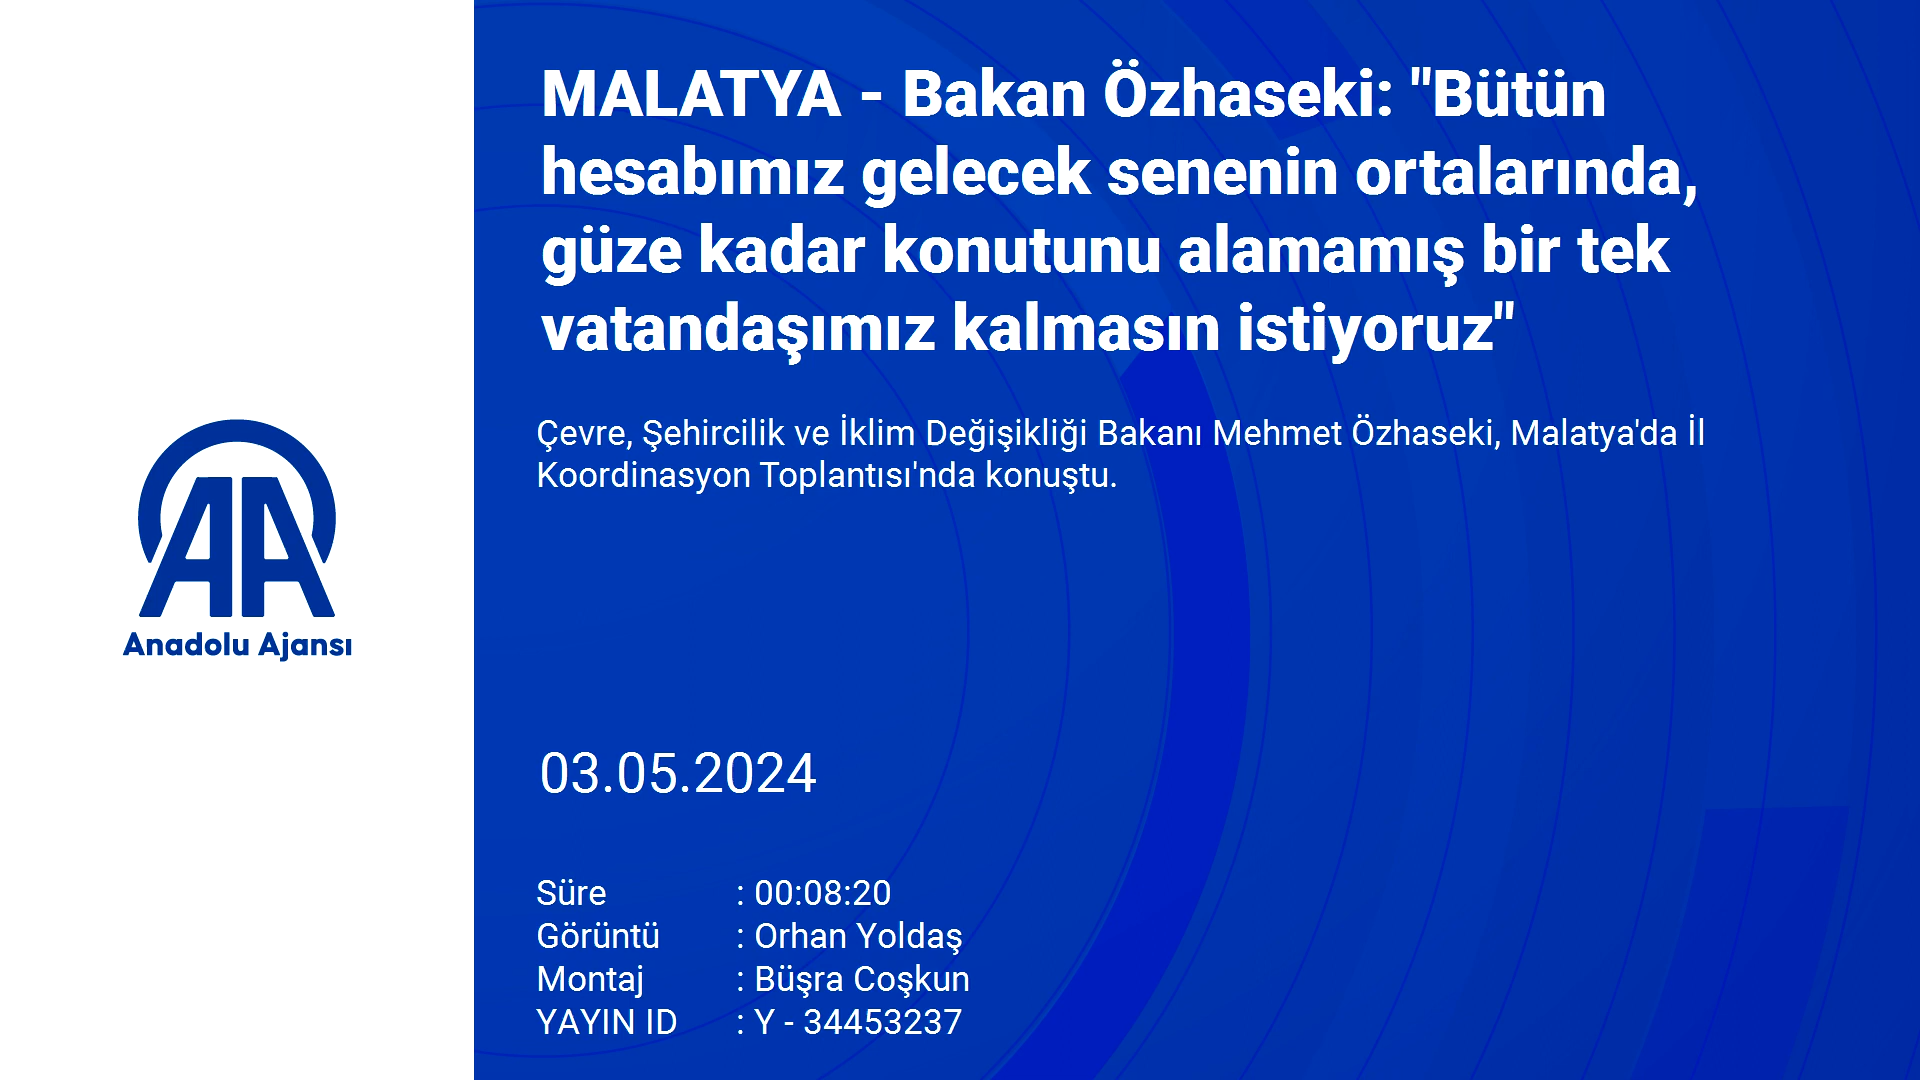 MALATYA - Bakan Özhaseki: "Bütün
hesabımız gelecek senenin ortalarında,
güze kadar konutunu alamamış bir tek
vatandaşımız kalmasın istiyoruz"
Çevre, Şehircilik ve İklim Değişikliği Bakanı Mehmet Özhaseki, Malatya'da İl
Koordinasyon Toplantısı'nda konuştu.
AA
Anadolu Ajansı
03.05.2024
Süre : 00:08:20
Görüntü : Orhan Yoldaş
Montaj : Büşra Coşkun
YAYIN ID : Y - 34453237